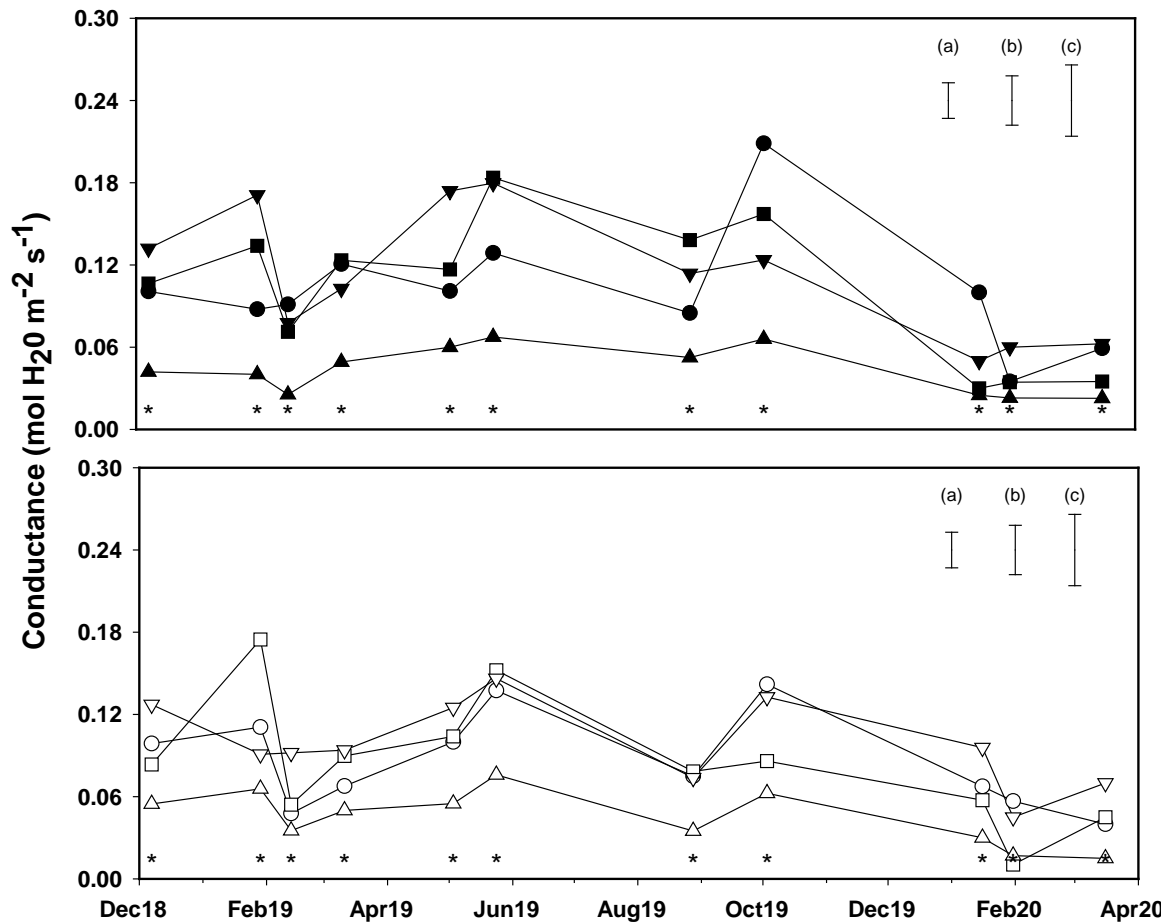 Conductance (mol H20 m-2 s-1)
0.30
(a) (b) (c)
0.24
0.18
0.12
0.06
* * * * * * * * * * *
0.00
0.30
(a) (b) (c)
0.24
0.18
0.12
0.06
* * * * * * * * * * *
0.00
Dec18 Feb19 Apr19 Jun19 Aug19 Oct19 Dec19 Feb20 Apr20